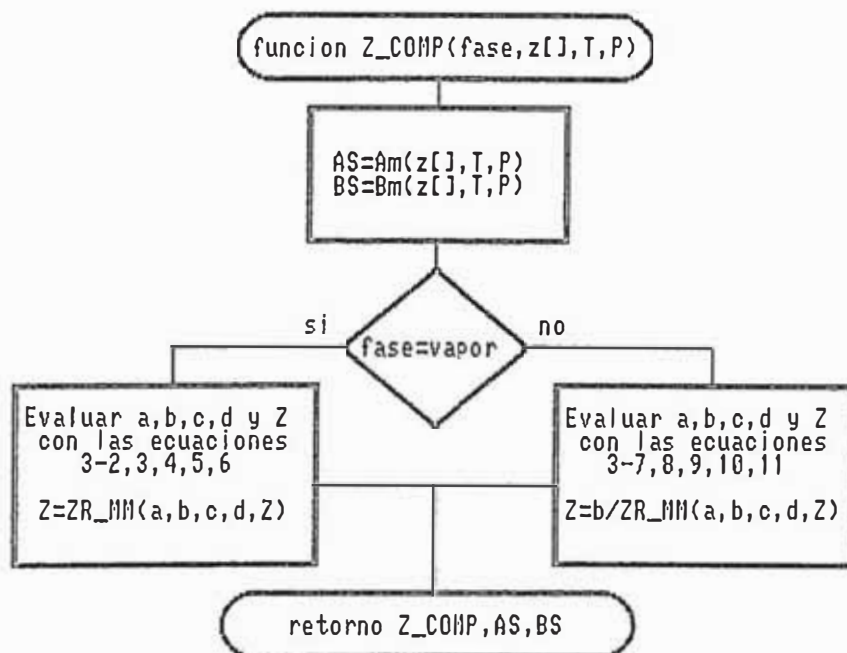 funcion Z_COMP(fase,z[],T,P)
AS=Am(z[],T,P)
BS=Bm(z[],T,P)
si
fase=vapor
no
Evaluar a,b,c,d y Z
con las ecuaciones
3-2,3,4,5,6
Z=ZR_MM(a,b,c,d,Z)
Evaluar a,b,c,d y Z
con las ecuaciones
3-7,8,9,10,11
Z=b/ZR_MM(a,b,c,d,Z)
retorno Z_COMP,AS,BS